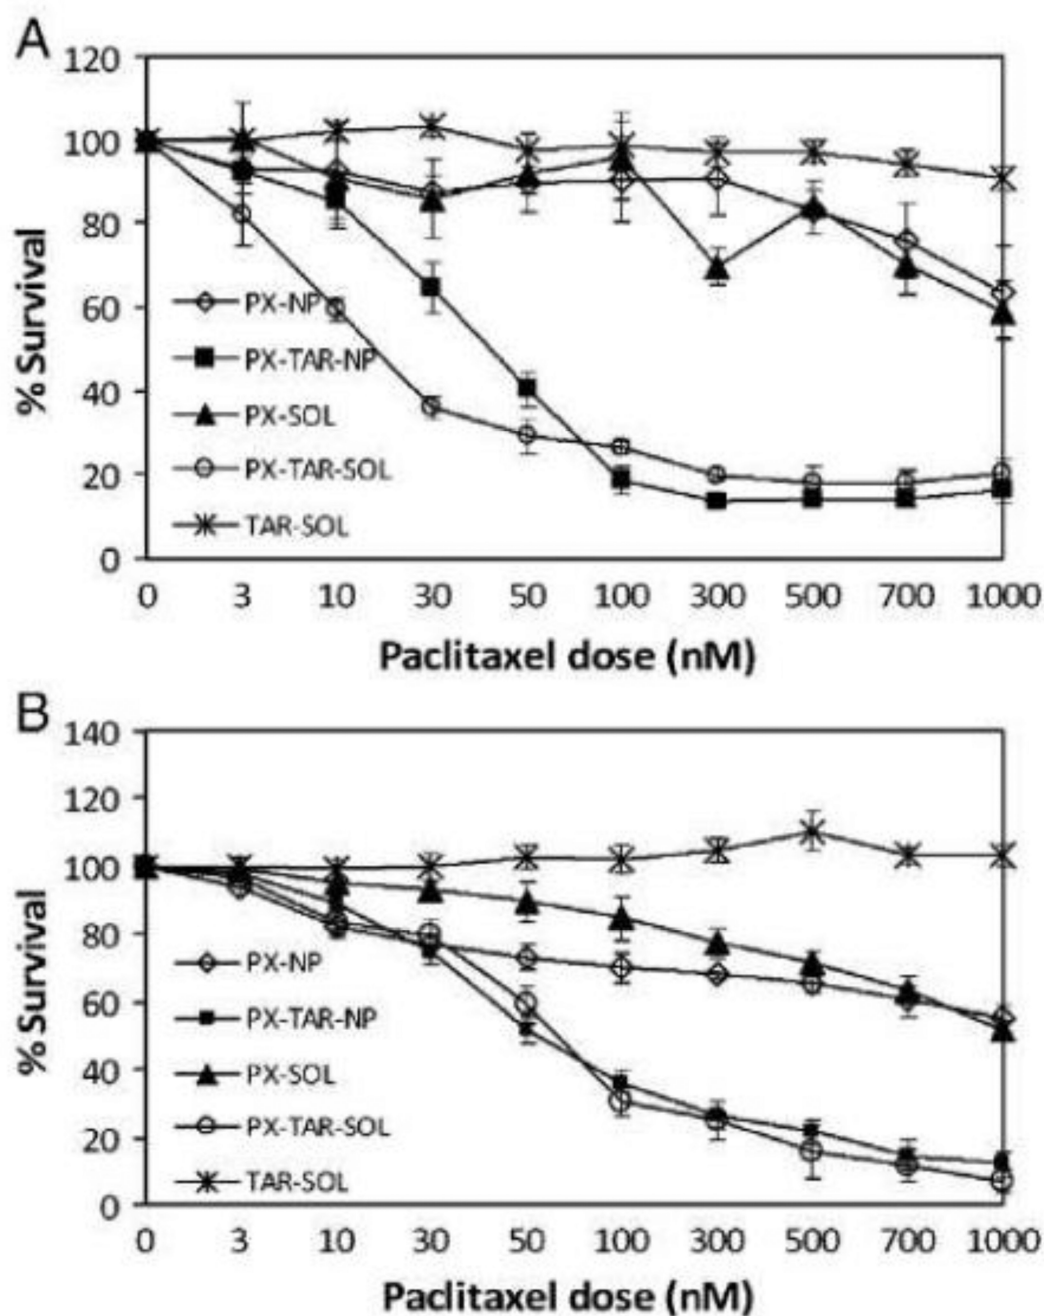 A
120
100
80
60
40
20
0
% Survival
PX-NP
PX-TAR-NP
PX-SOL
PX-TAR-SOL
TAR-SOL
0 3 10 30 50 100 300 500 700 1000
Paclitaxel dose (nM)
B
140
120
100
80
60
40
20
0
% Survival
PX-NP
PX-TAR-NP
PX-SOL
PX-TAR-SOL
TAR-SOL
0 3 10 30 50 100 300 500 700 1000
Paclitaxel dose (nM)